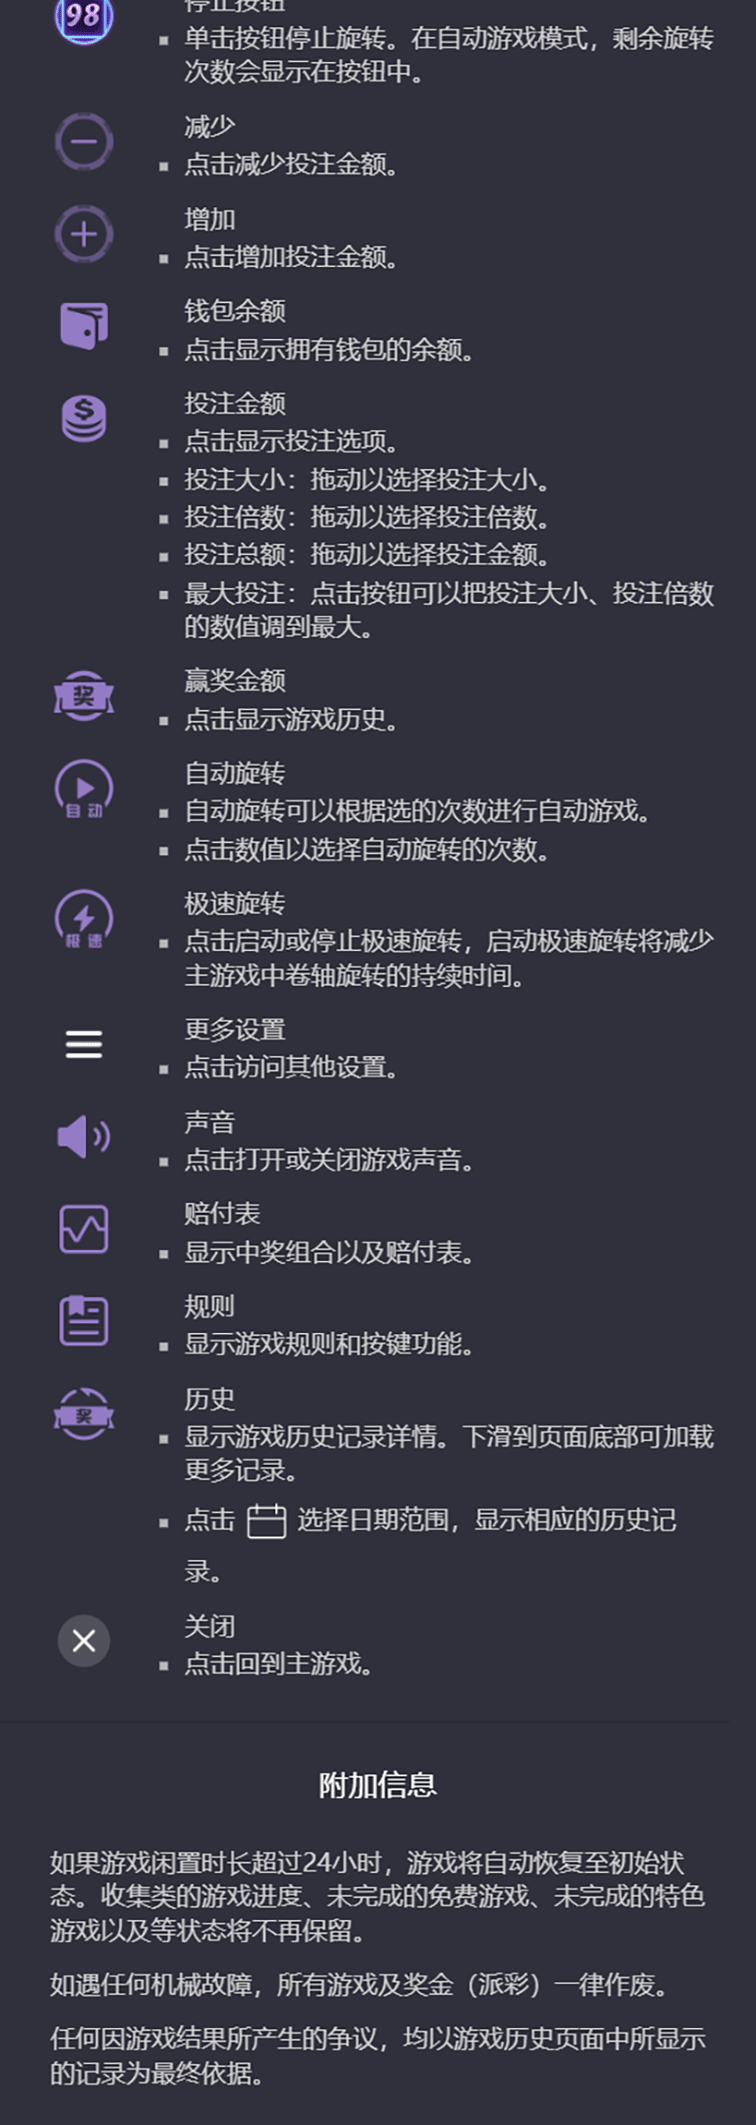 98
停止按钮
单击按钮停止旋转。在自动游戏模式，剩余旋转
次数会显示在按钮中。
减少
点击减少投注金额。
增加
点击增加投注金额。
钱包余额
点击显示拥有钱包的余额。
投注金额
点击显示投注选项。
投注大小：拖动以选择投注大小。
投注倍数：拖动以选择投注倍数。
投注总额：拖动以选择投注金额。
最大投注：点击按钮可以把投注大小、投注倍数
的数值调到最大。
奖
赢奖金额
点击显示游戏历史。
自动
自动旋转
自动旋转可以根据选的次数进行自动游戏。
点击数值以选择自动旋转的次数。
极速
极速旋转
点击启动或停止极速旋转，启动极速旋转将减少
主游戏中卷轴旋转的持续时间。
更多设置
点击访问其他设置。
声音
点击打开或关闭游戏声音。
赔付表
显示中奖组合以及赔付表。
规则
显示游戏规则和按键功能。
奖
历史
显示游戏历史记录详情。下滑到页面底部可加载
更多记录。
点击 选择日期范围，显示相应的历史记
录。
关闭
点击回到主游戏。
附加信息
如果游戏闲置时长超过24小时，游戏将自动恢复至初始状
态。收集类的游戏进度、未完成的免费游戏、未完成的特色
游戏以及等状态将不再保留。
如遇任何机械故障，所有游戏及奖金（派彩）一律作废。
任何因游戏结果所产生的争议，均以游戏历史页面中所显示
的记录为最终依据。